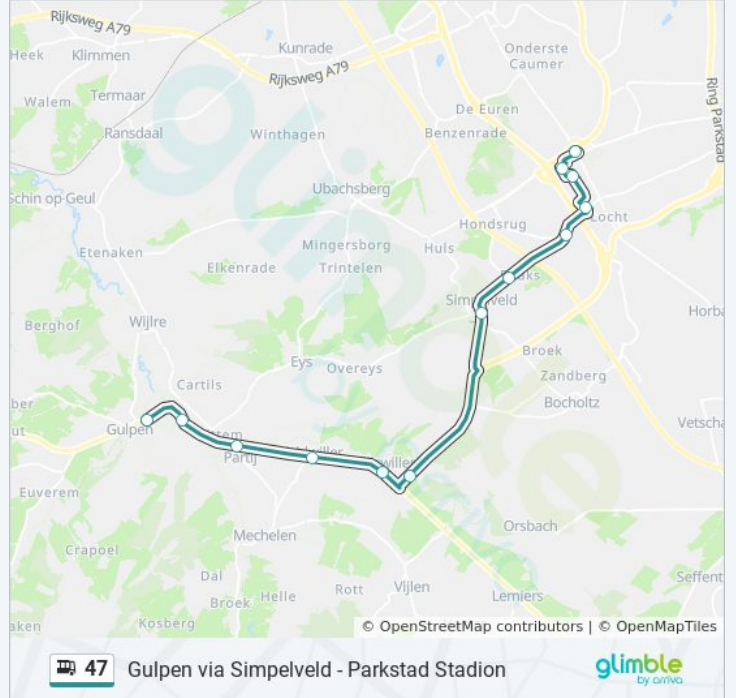 Rijksweg A79
Heek
Klimmen
Kunrade
Onderste
Caumer
Rijksweg A79
Walem
Termaar
De Euren
Ring Parkstad
Ransdaal
Winthagen
Benzenrade
Ubachsberg
Schin op Geul
Locht
Hondsrug
Etenaken
Mingersborg
Huls
Elkenrade
Trintelen
Simpelveld
Berghof
Wijlre
Broek
Eys
Overeys
Zandberg
Cartils
Bocholtz
Gulpen
Partij
Euverem
Orsbach
Mechelen
Crapoel
Dal
Vijlen
Broek
Helle
Rott
Lemiers
Kosberg
© OpenStreetMap contributors | © OpenMapTiles
47 Gulpen via Simpelveld - Parkstad Stadion
glimble
by arriva